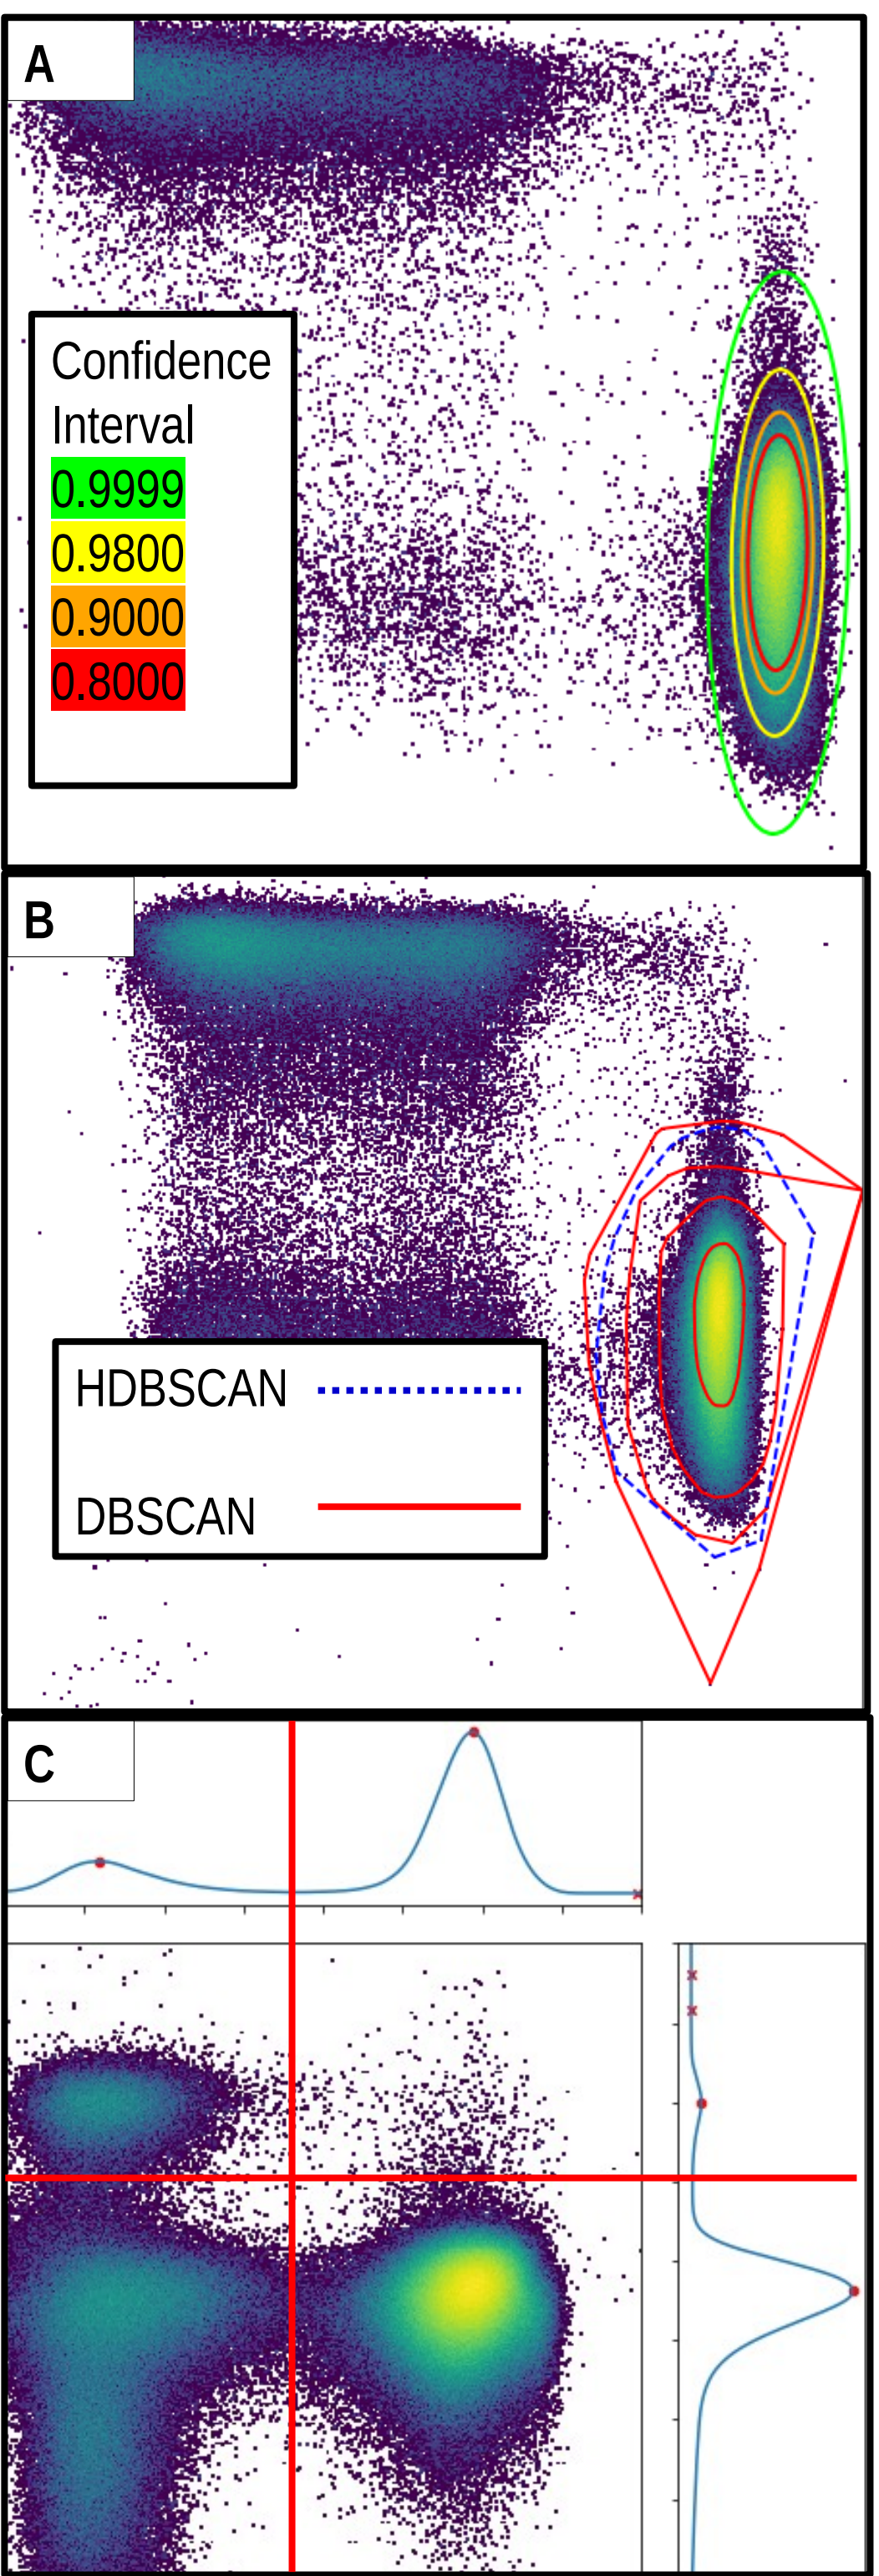 A
Confidence
Interval
0.9999
0.9800
0.9000
0.8000
B
HDBSCAN
DBSCAN
C